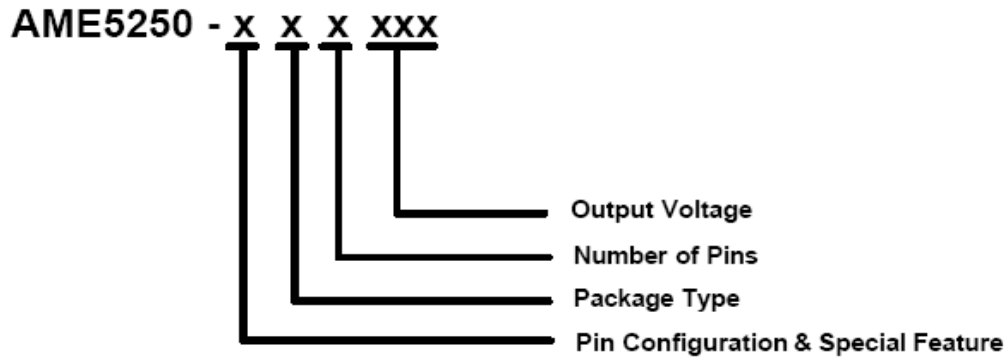 AME5250 - x x x xxx
Output Voltage
Number of Pins
Package Type
Pin Configuration & Special Feature